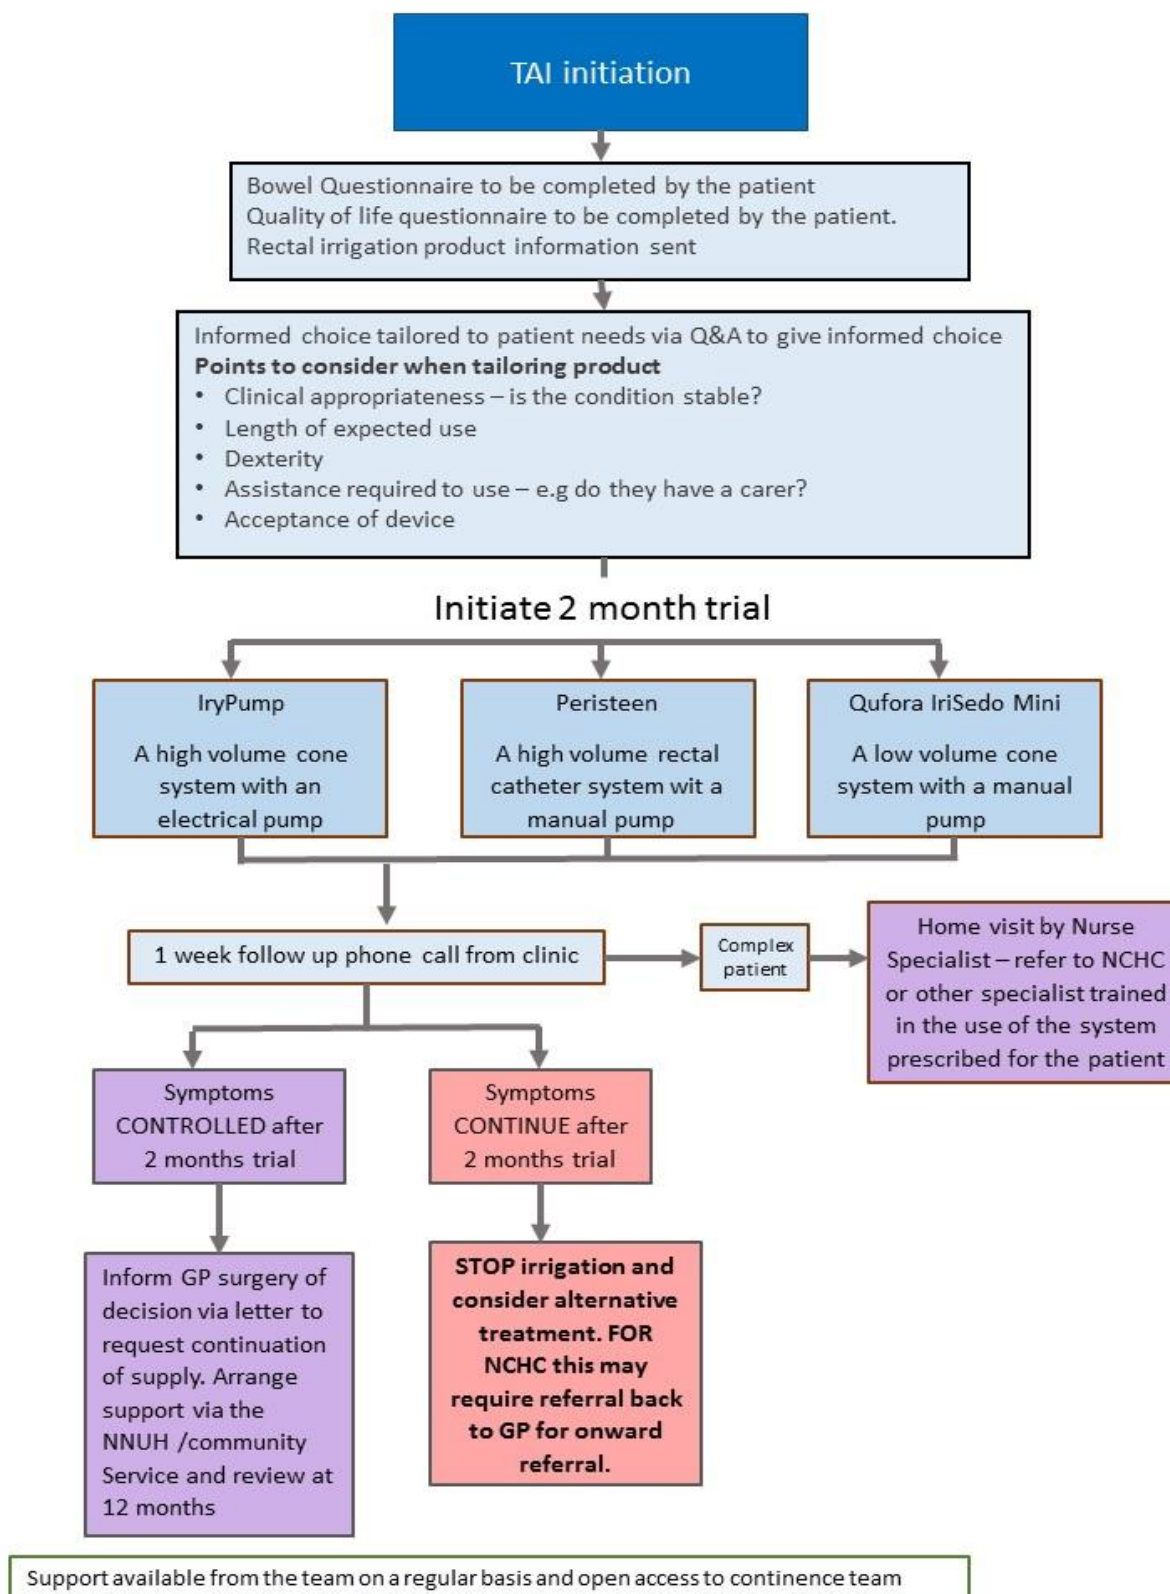 TAI initiation
Bowel Questionnaire to be completed by the patient
Quality of life questionnaire to be completed by the patient.
Rectal irrigation product information sent
Informed choice tailored to patient needs via Q&A to give informed choice
Points to consider when tailoring product
• Clinical appropriateness – is the condition stable?
• Length of expected use
• Dexterity
• Assistance required to use – e.g do they have a carer?
• Acceptance of device
Initiate 2 month trial
IryPump
A high volume cone
system with an
electrical pump
Peristeen
A high volume rectal
catheter system wit a
manual pump
Qufora IriSedo Mini
A low volume cone
system with a manual
pump
1 week follow up phone call from clinic
Complex
patient
Home visit by Nurse
Specialist – refer to NCHC
or other specialist trained
in the use of the system
prescribed for the patient
Symptoms
CONTROLLED after
2 months trial
Symptoms
CONTINUE after
2 months trial
Inform GP surgery of
decision via letter to
request continuation
of supply. Arrange
support via the
NNUH /community
Service and review at
12 months
STOP irrigation and
consider alternative
treatment. FOR
NCHC this may
require referral back
to GP for onward
referral.
Support available from the team on a regular basis and open access to continence team